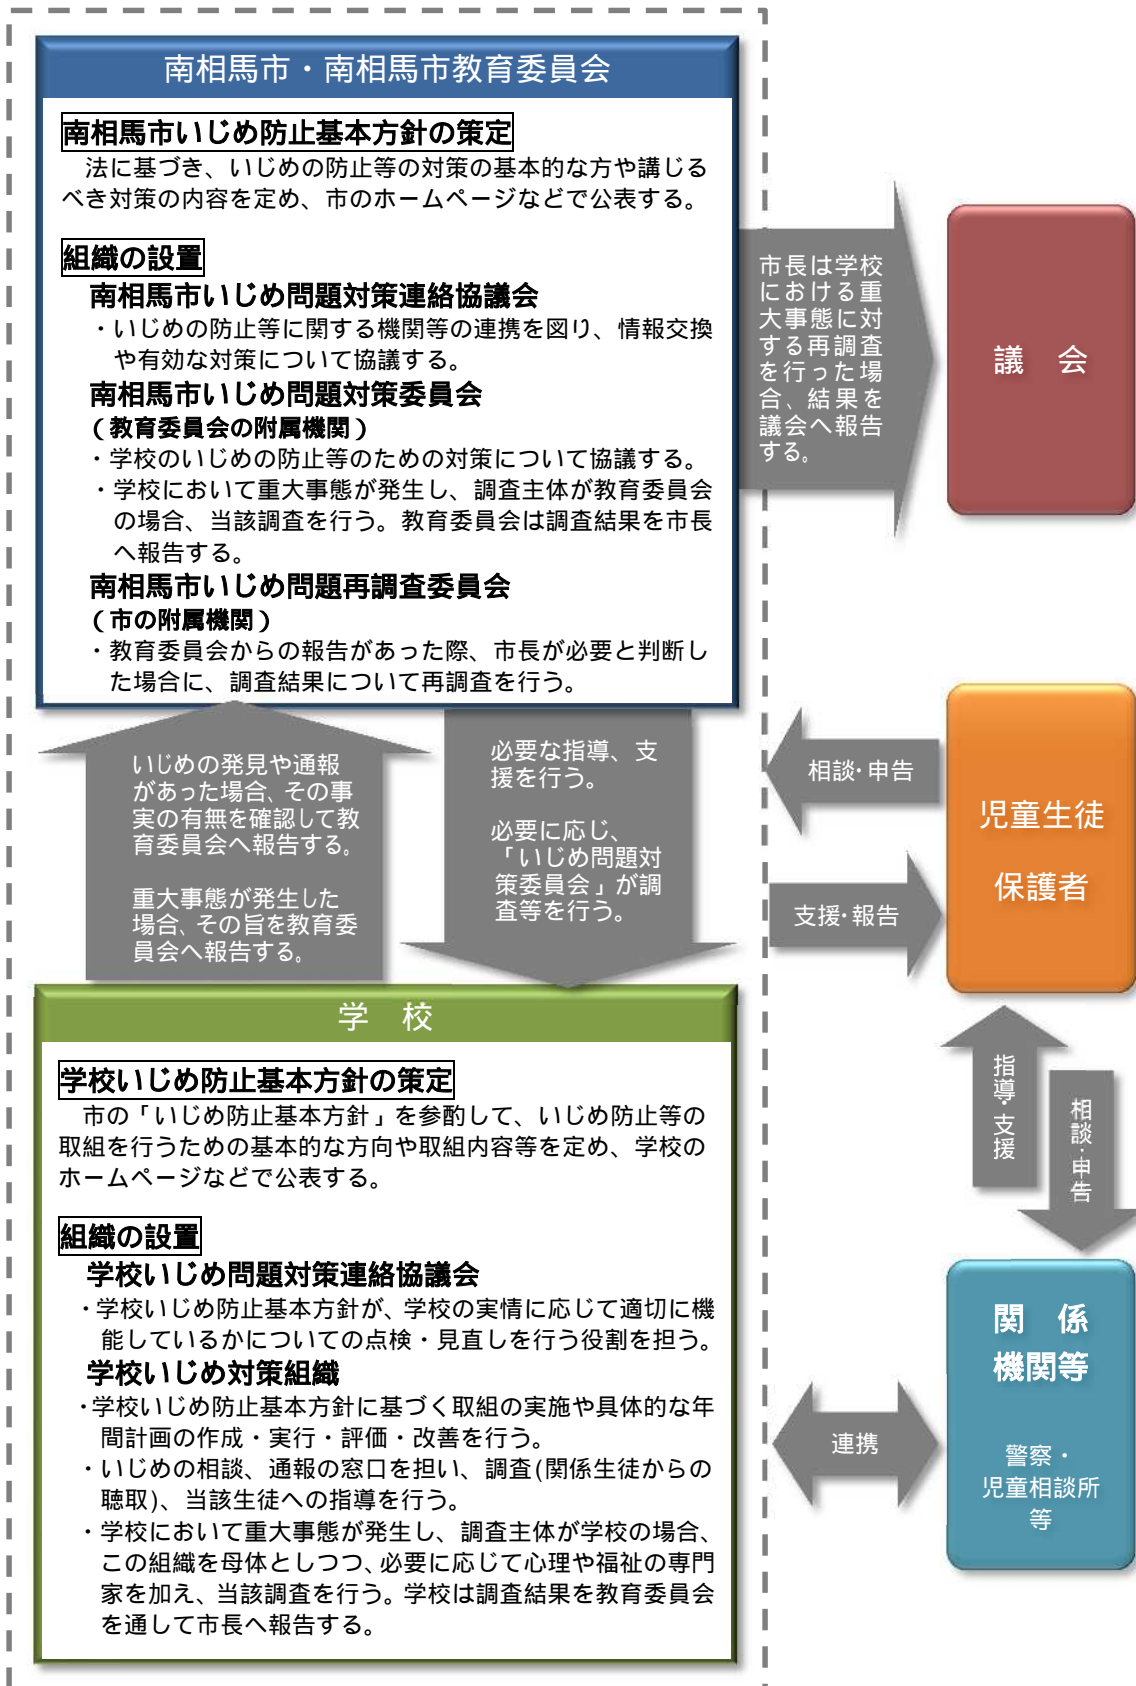 南相馬市・南相馬市教育委員会
南相馬市いじめ防止基本方針の策定
法に基づき、いじめの防止等の対策の基本的な方や講じる
べき対策の内容を定め、市のホームページなどで公表する。
組織の設置
南相馬市いじめ問題対策連絡協議会
・いじめの防止等に関する機関等の連携を図り、情報交換
や有効な対策について協議する。
南相馬市いじめ問題対策委員会
(教育委員会の附属機関)
・学校のいじめの防止等のための対策について協議する。
・学校において重大事態が発生し、調査主体が教育委員会
の場合、当該調査を行う。教育委員会は調査結果を市長
へ報告する。
南相馬市いじめ問題再調査委員会
(市の附属機関)
・教育委員会からの報告があった際、市長が必要と判断し
た場合に、調査結果について再調査を行う。
市長は学校
における重
大事態に対
する再調査
を行った場
合、結果を
議会へ報告
する。
議 会
いじめの発見や通報
があった場合、その事
実の有無を確認して教
育委員会へ報告する。
重大事態が発生した
場合、その旨を教育委
員会へ報告する。
必要な指導、支
援を行う。
必要に応じ、
「いじめ問題対
策委員会」が調
査等を行う。
相談・申告
支援・報告
児童生徒
保護者
学 校
学校いじめ防止基本方針の策定
市の「いじめ防止基本方針」を参酌して、いじめ防止等の
取組を行うための基本的な方向や取組内容等を定め、学校の
ホームページなどで公表する。
組織の設置
学校いじめ問題対策連絡協議会
・学校いじめ防止基本方針が、学校の実情に応じて適切に機
能しているかについての点検・見直しを行う役割を担う。
学校いじめ対策組織
・学校いじめ防止基本方針に基づく取組の実施や具体的な年
間計画の作成・実行・評価・改善を行う。
・いじめの相談、通報の窓口を担い、調査(関係生徒からの
聴取)、当該生徒への指導を行う。
・学校において重大事態が発生し、調査主体が学校の場合、
この組織を母体としつつ、必要に応じて心理や福祉の専門
家を加え、当該調査を行う。学校は調査結果を教育委員会
を通して市長へ報告する。
指導・支援
相談・申告
連携
関 係
機関等
警察・
児童相談所
等